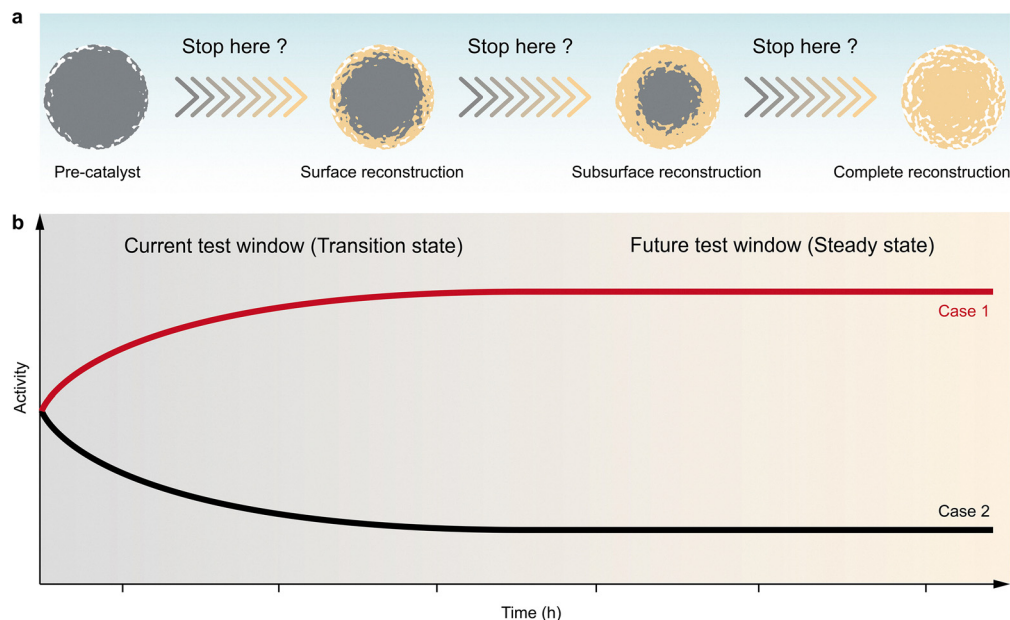 a
Stop here ?
Stop here ?
Stop here ?
Pre-catalyst
Surface reconstruction
Subsurface reconstruction
Complete reconstruction
b
Current test window (Transition state)
Future test window (Steady state)
Case 1
Activity
Case 2
Time (h)